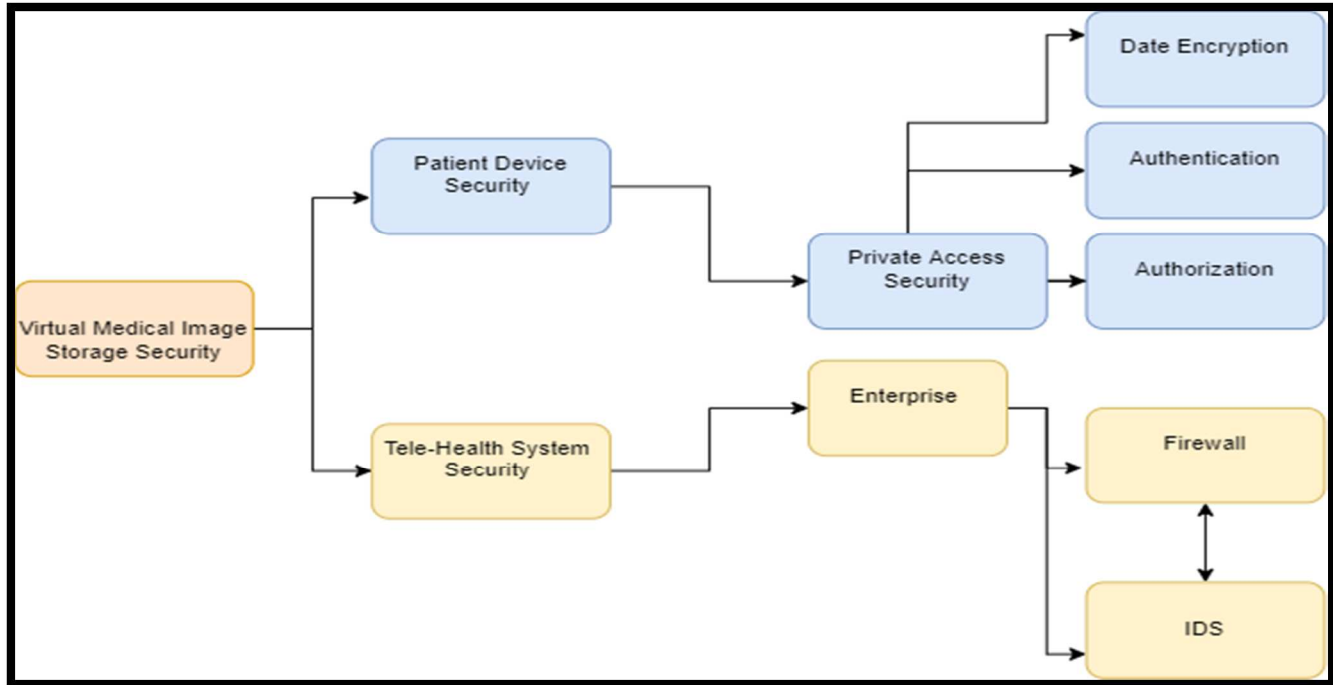 Date Encryption
Patient Device
Security
Authentication
Private Access
Security
Authorization
Virtual Medical Image
Storage Security
Enterprise
Tele-Health System
Security
Firewall
IDS